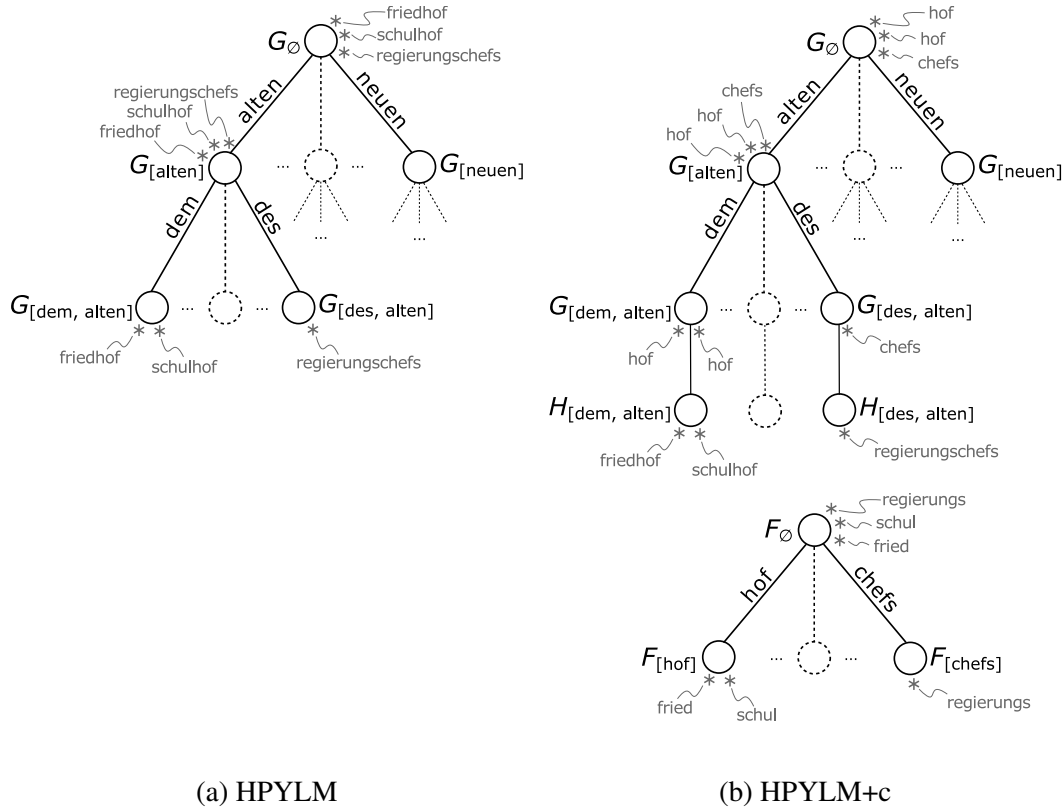 friedhof
schulhof
regierungschefs
G∅
alten
neuen
regierungschefs
schulhof
friedhof
G[alten]
...
...
G[neuen]
...
dem
des
G[dem, alten]
...
...
G[des, alten]
friedhof
schulhof
regierungschefs
(a) HPYLM
hof
hof
chefs
G∅
alten
neuen
chefs
hof
hof
G[alten]
...
...
G[neuen]
...
dem
des
G[dem, alten]
...
...
G[des, alten]
hof
hof
chefs
H[dem, alten]
H[des, alten]
friedhof
schulhof
regierungschefs
regierungs
schul
fried
F∅
hof
chefs
F[hof]
...
...
F[chefs]
fried
schul
regierungs
(b) HPYLM+c